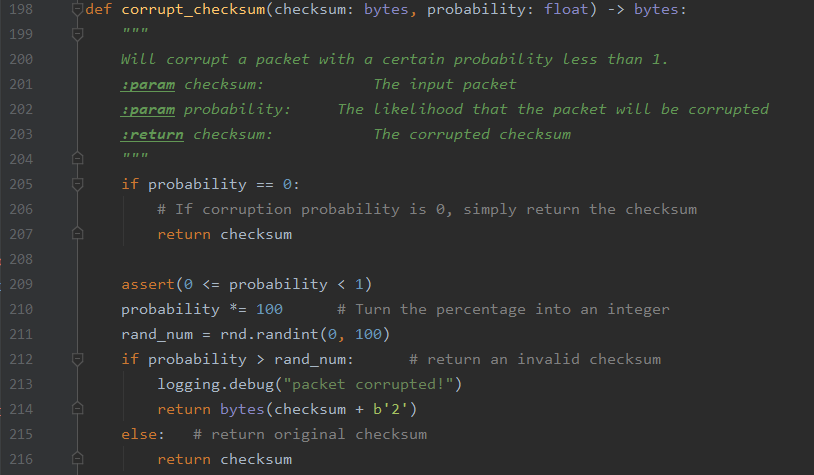 198 def corrupt_checksum(checksum: bytes, probability: float) -> bytes:
199     """
200     Will corrupt a packet with a certain probability less than 1.
201     :param checksum:            The input packet
202     :param probability:     The likelihood that the packet will be corrupted
203     :return checksum:           The corrupted checksum
204     """
205     if probability == 0:
206         # If corruption probability is 0, simply return the checksum
207         return checksum
208
209     assert(0 <= probability < 1)
210     probability *= 100      # Turn the percentage into an integer
211     rand_num = rnd.randint(0, 100)
212     if probability > rand_num:      # return an invalid checksum
213         logging.debug("packet corrupted!")
214         return bytes(checksum + b'2')
215     else:   # return original checksum
216         return checksum